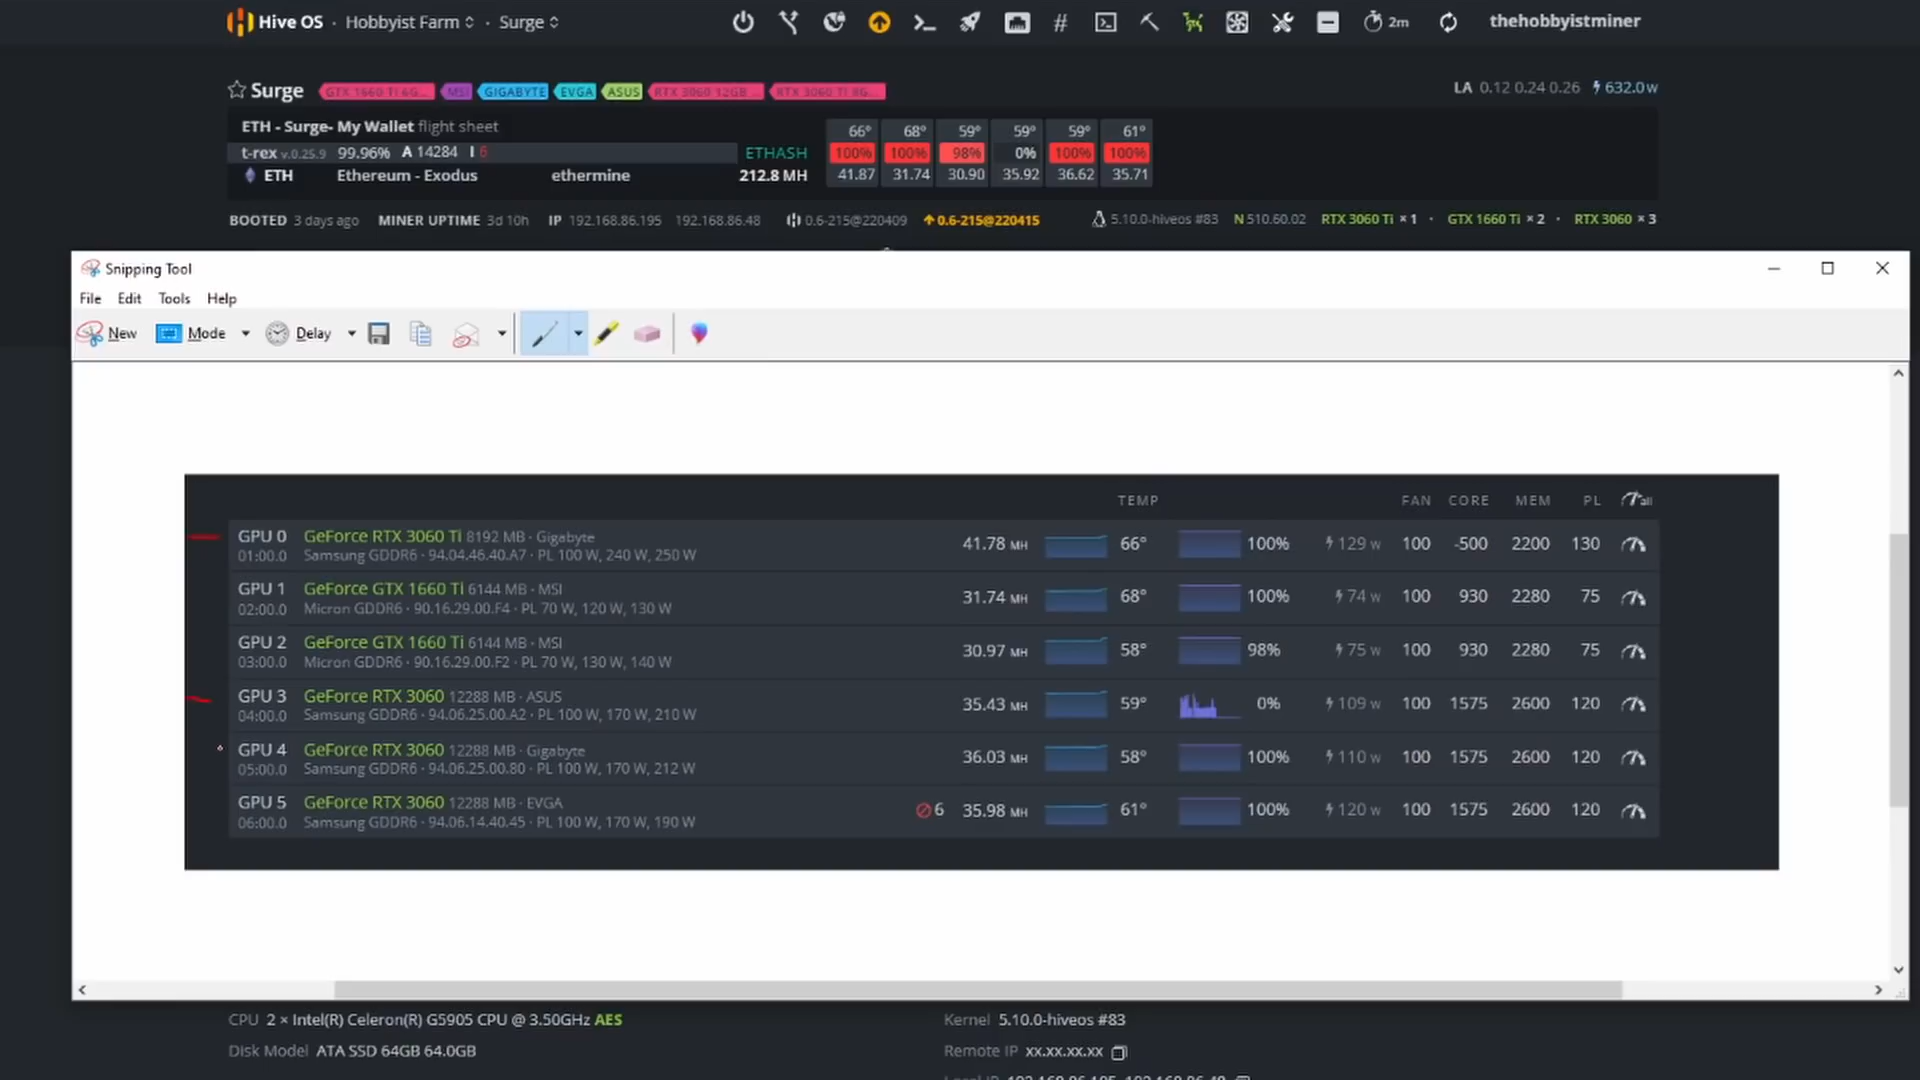 Hive OS · Hobbyist Farm · Surge 2m thehobbyistminer
Surge GTX 1660 TI 6G... MSI GIGABYTE EVGA ASUS RTX 3060 12GB ... RTX 3060 TI 8G... LA 0.12 0.24 0.26 632.0W
ETH - Surge- My Wallet flight sheet 66° 68° 59° 59° 59° 61°
t-rex v.0.25.9 99.96% A 14284 I 6 ETHASH 100% 100% 98% 0% 100% 100%
ETH Ethereum - Exodus ethermine 212.8 MH 41.87 31.74 30.90 35.92 36.62 35.71
BOOTED 3 days ago MINER UPTIME 3d 10h IP 192.168.86.195 192.168.86.48 0.6-215@220409 0.6-215@220415 5.10.0-hiveos #83 N 510.60.02 RTX 3060 Ti × 1 · GTX 1660 Ti × 2 · RTX 3060 × 3
Snipping Tool
File Edit Tools Help
New Mode Delay
TEMP FAN CORE MEM PL all
GPU 0 GeForce RTX 3060 Ti 8192 MB · Gigabyte 41.78 MH 66° 100% 129 W 100 -500 2200 130
01:00.0 Samsung GDDR6 · 94.04.46.40.A7 · PL 100 W, 240 W, 250 W
GPU 1 GeForce GTX 1660 Ti 6144 MB · MSI 31.74 MH 68° 100% 74 W 100 930 2280 75
02:00.0 Micron GDDR6 · 90.16.29.00.F4 · PL 70 W, 120 W, 130 W
GPU 2 GeForce GTX 1660 Ti 6144 MB · MSI 30.97 MH 58° 98% 75 W 100 930 2280 75
03:00.0 Micron GDDR6 · 90.16.29.00.F2 · PL 70 W, 130 W, 140 W
GPU 3 GeForce RTX 3060 12288 MB · ASUS 35.43 MH 59° 0% 109 W 100 1575 2600 120
04:00.0 Samsung GDDR6 · 94.06.25.00.A2 · PL 100 W, 170 W, 210 W
GPU 4 GeForce RTX 3060 12288 MB · Gigabyte 36.03 MH 58° 100% 110 W 100 1575 2600 120
05:00.0 Samsung GDDR6 · 94.06.25.00.80 · PL 100 W, 170 W, 212 W
GPU 5 GeForce RTX 3060 12288 MB · EVGA 6 35.98 MH 61° 100% 120 W 100 1575 2600 120
06:00.0 Samsung GDDR6 · 94.06.14.40.45 · PL 100 W, 170 W, 190 W
CPU 2 × Intel(R) Celeron(R) G5905 CPU @ 3.50GHz AES Kernel 5.10.0-hiveos #83
Disk Model ATA SSD 64GB 64.0GB Remote IP xx.xx.xx.xx